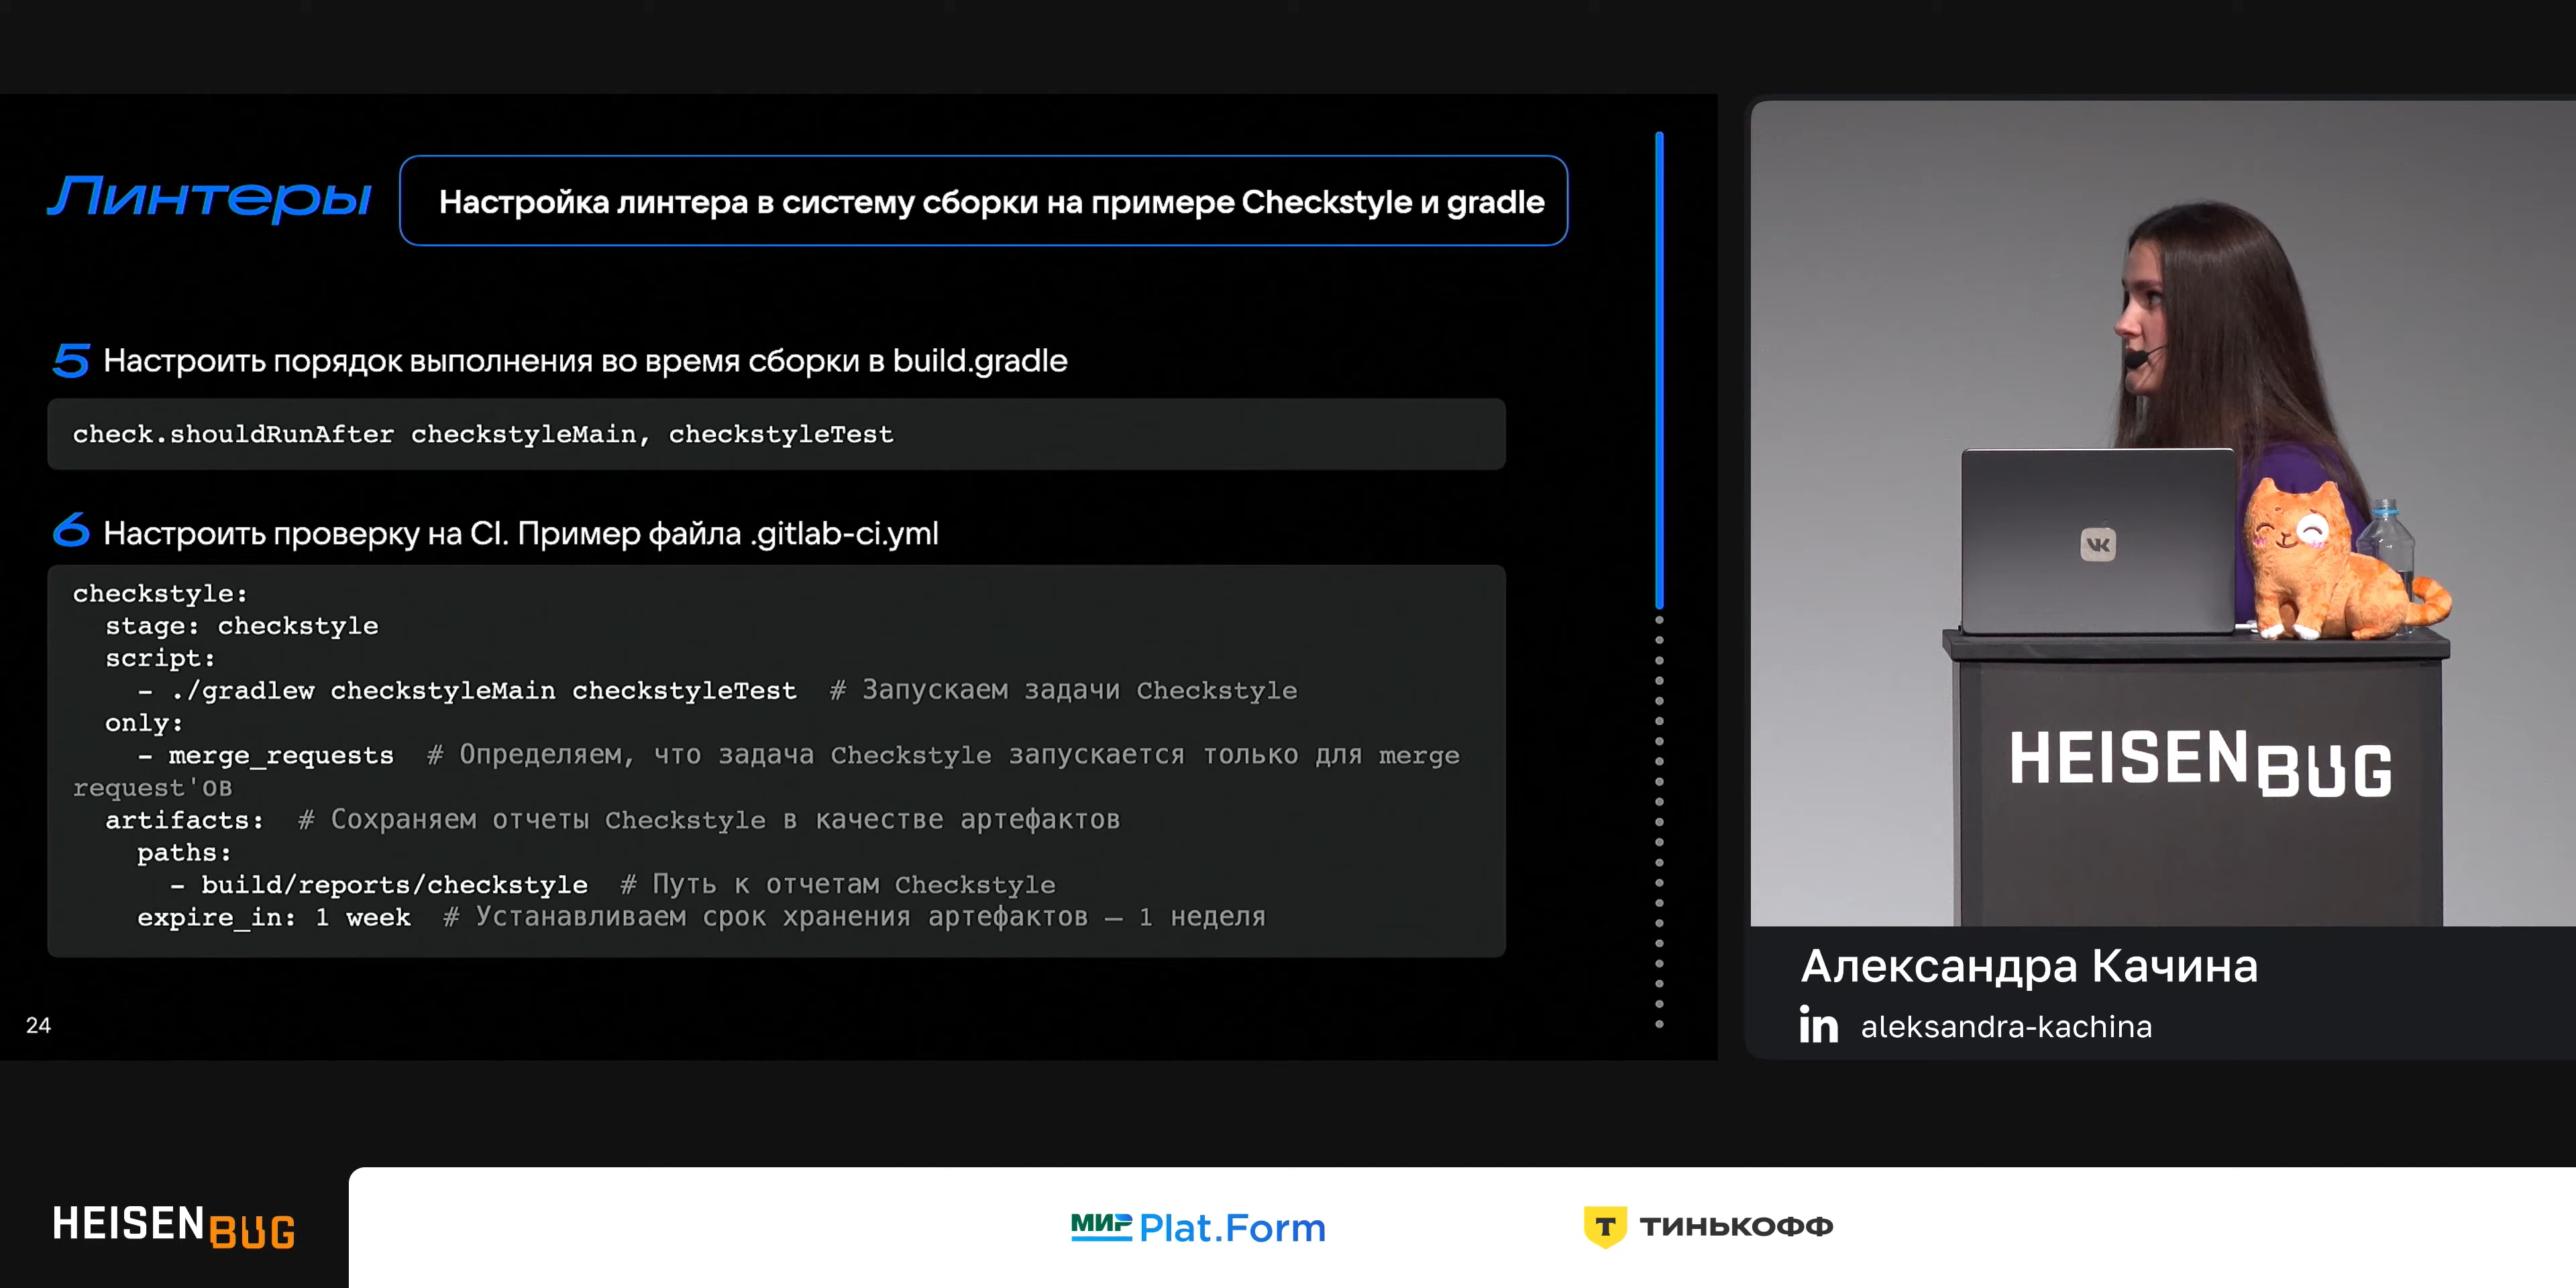 Линтеры
Настройка линтера в систему сборки на примере Checkstyle и gradle
5 Настроить порядок выполнения во время сборки в build.gradle
check.shouldRunAfter checkstyleMain, checkstyleTest
6 Настроить проверку на CI. Пример файла .gitlab-ci.yml
checkstyle:
  stage: checkstyle
  script:
    - ./gradlew checkstyleMain checkstyleTest  # Запускаем задачи Checkstyle
  only:
    - merge_requests  # Определяем, что задача Checkstyle запускается только для merge
request'ов
  artifacts:  # Сохраняем отчеты Checkstyle в качестве артефактов
    paths:
      - build/reports/checkstyle  # Путь к отчетам Checkstyle
    expire_in: 1 week  # Устанавливаем срок хранения артефактов – 1 неделя
24
VK
HEISENBUG
Александра Качина
in aleksandra-kachina
HEISENBUG
МИР Plat.Form
Т ТИНЬКОФФ